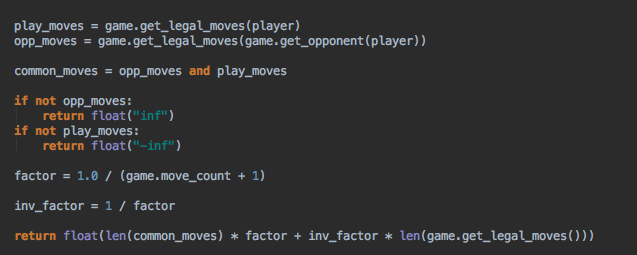 play_moves = game.get_legal_moves(player)
opp_moves = game.get_legal_moves(game.get_opponent(player))
common_moves = opp_moves and play_moves
if not opp_moves:
return float("inf")
if not play_moves:
return float("-inf")
factor = 1.0 / (game.move_count + 1)
inv_factor = 1 / factor
return float(len(common_moves) * factor + inv_factor * len(game.get_legal_moves()))